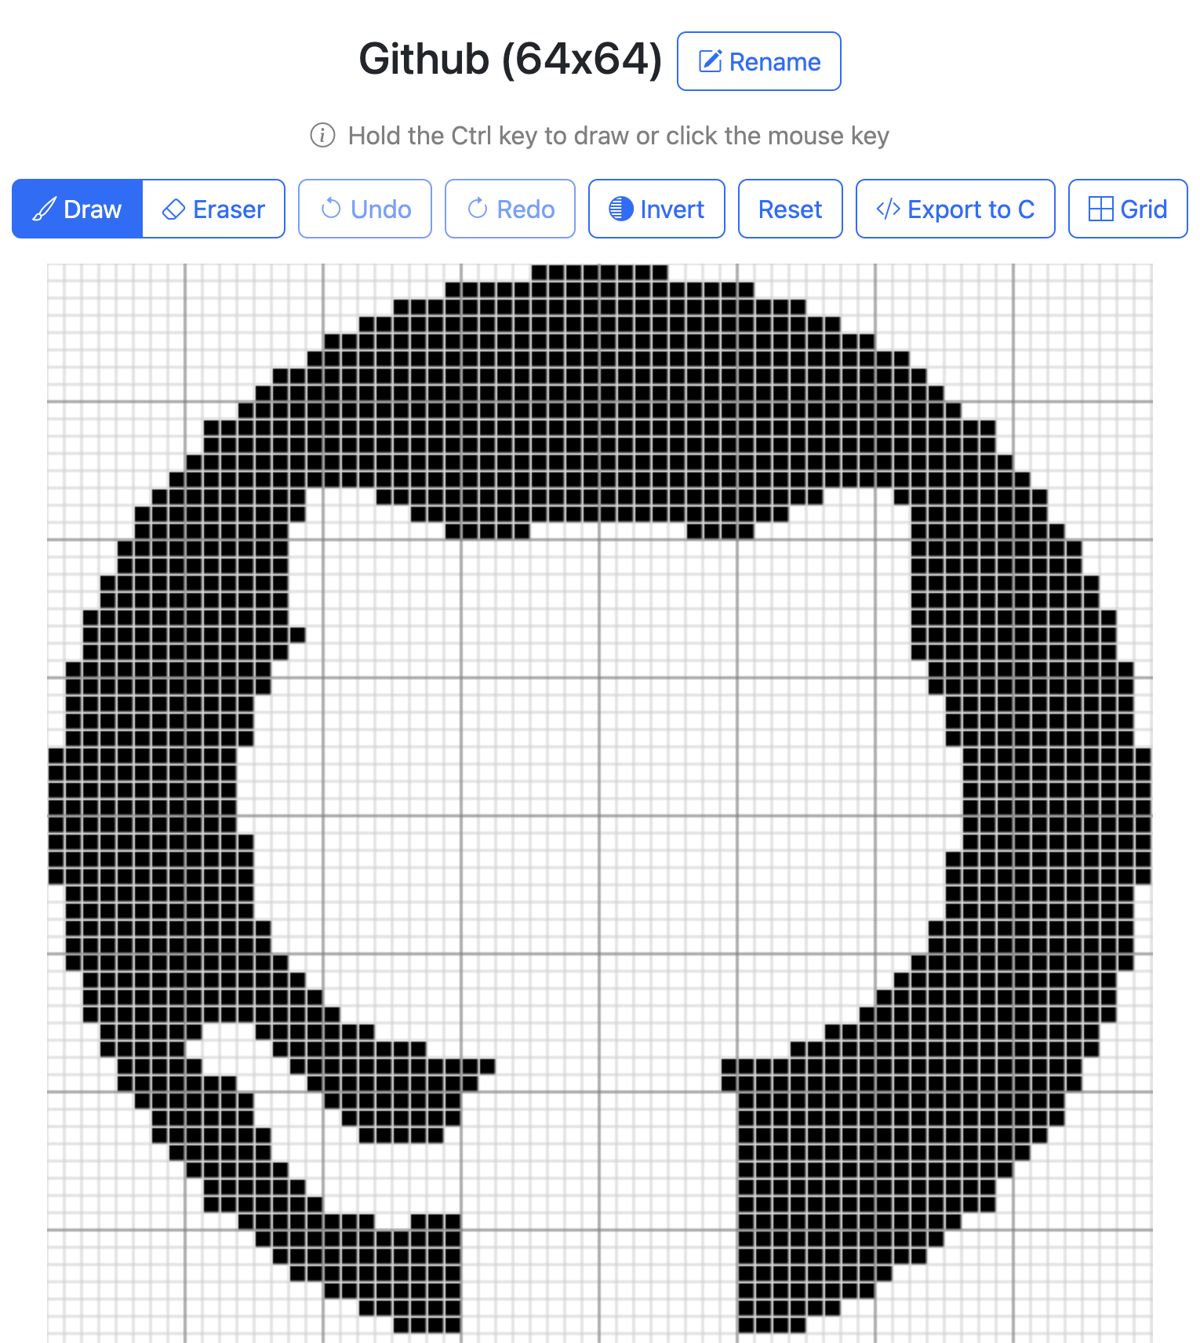 Github (64x64) Rename
Hold the Ctrl key to draw or click the mouse key
Draw Eraser Undo Redo Invert Reset Export to C Grid